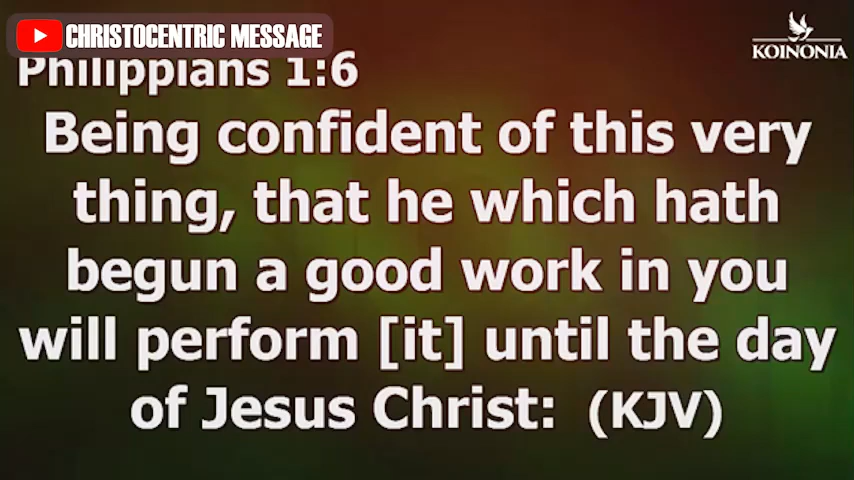 CHRISTOCENTRIC MESSAGE
KOINONIA
Philippians 1:6
Being confident of this very
thing, that he which hath
begun a good work in you
will perform [it] until the day
of Jesus Christ: (KJV)